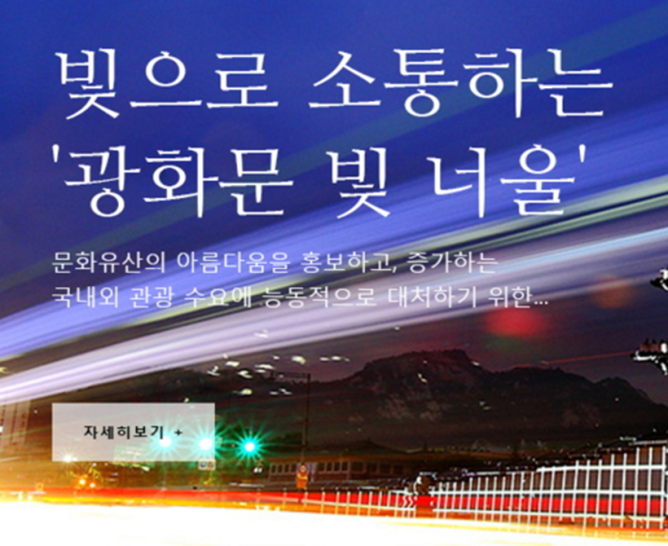 빛으로 소통하는
'광화문 빛 너울'
문화유산의 아름다움을 홍보하고, 증가하는
국내외 관광 수요에 능동적으로 대처하기 위한...
자세히보기 +